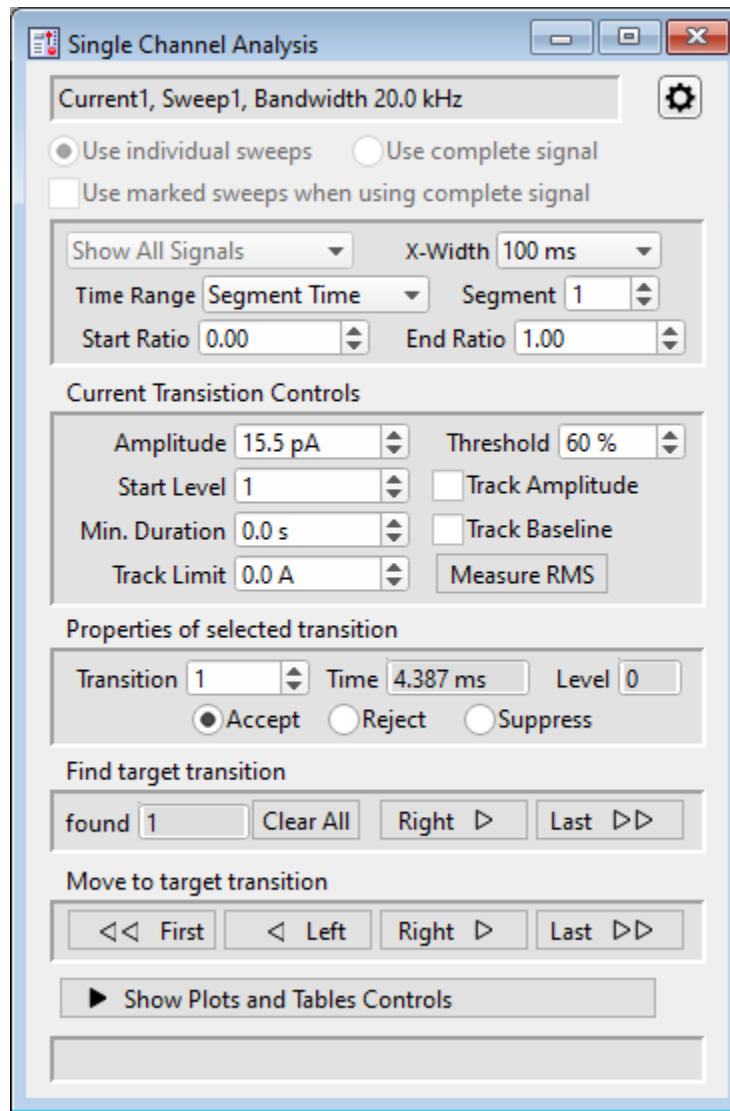 Single Channel Analysis
Current1, Sweep1, Bandwidth 20.0 kHz
Use individual sweeps Use complete signal
Use marked sweeps when using complete signal
Show All Signals X-Width 100 ms
Time Range Segment Time Segment 1
Start Ratio 0.00 End Ratio 1.00
Current Transistion Controls
Amplitude 15.5 pA Threshold 60 %
Start Level 1 Track Amplitude
Min. Duration 0.0 s Track Baseline
Track Limit 0.0 A Measure RMS
Properties of selected transition
Transition 1 Time 4.387 ms Level 0
Accept Reject Suppress
Find target transition
found 1 Clear All Right Last
Move to target transition
First Left Right Last
Show Plots and Tables Controls